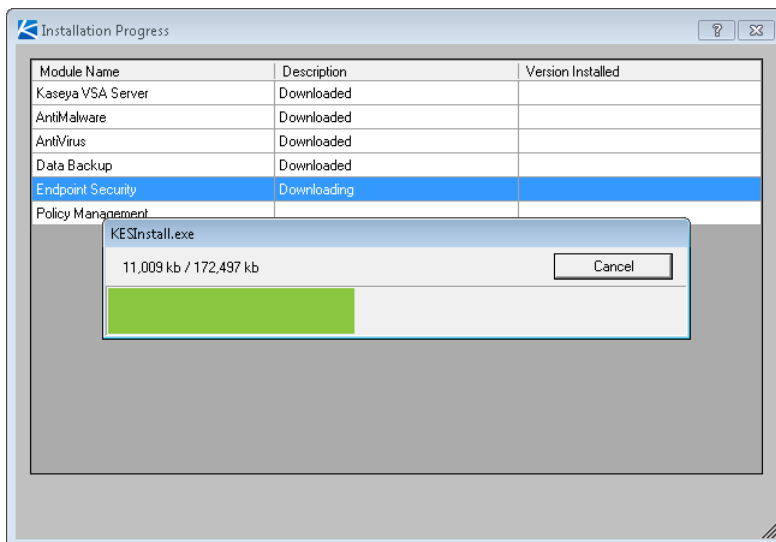 Installation Progress
Module Name Description Version Installed
Kaseya VSA Server Downloaded
AntiMalware Downloaded
AntiVirus Downloaded
Data Backup Downloaded
Endpoint Security Downloading
Policy Management
KESInstall.exe
11,009 kb / 172,497 kb Cancel